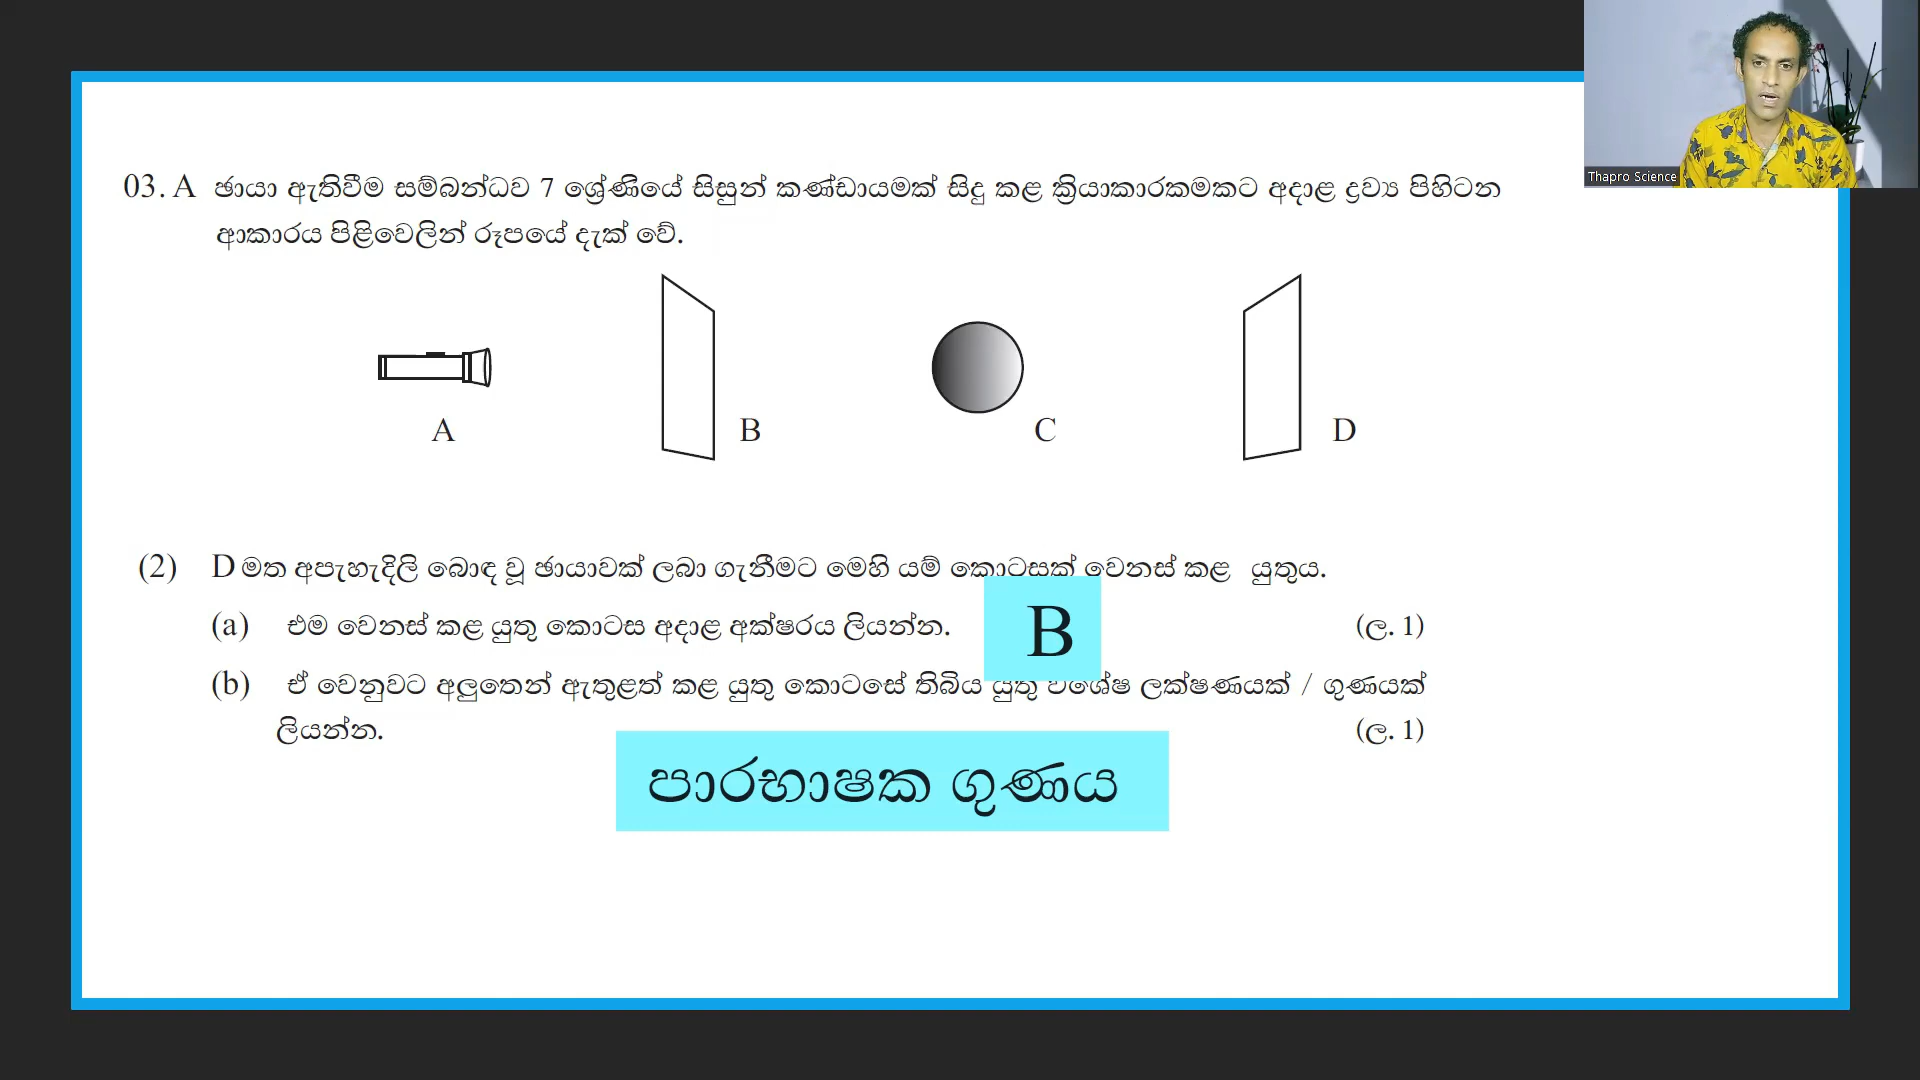 Thapro Science
03. A ඡායා ඇතිවීම සම්බන්ධව 7 ශ්‍රේණියේ සිසුන් කණ්ඩායමක් සිදු කළ ක්‍රියාකාරකමකට අදාළ ද්‍රව්‍ය පිහිටන
ආකාරය පිළිවෙලින් රූපයේ දැක් වේ.
A B C D
(2) D මත අපැහැදිලි බොඳ වූ ඡායාවක් ලබා ගැනීමට මෙහි යම් කොටසක් වෙනස් කළ යුතුය.
(a) එම වෙනස් කළ යුතු කොටස අදාළ අක්ෂරය ලියන්න. B (ල. 1)
(b) ඒ වෙනුවට අලුතෙන් ඇතුළත් කළ යුතු කොටසේ තිබිය යුතු විශේෂ ලක්ෂණයක් / ගුණයක්
ලියන්න. (ල. 1)
පාරභාෂක ගුණය